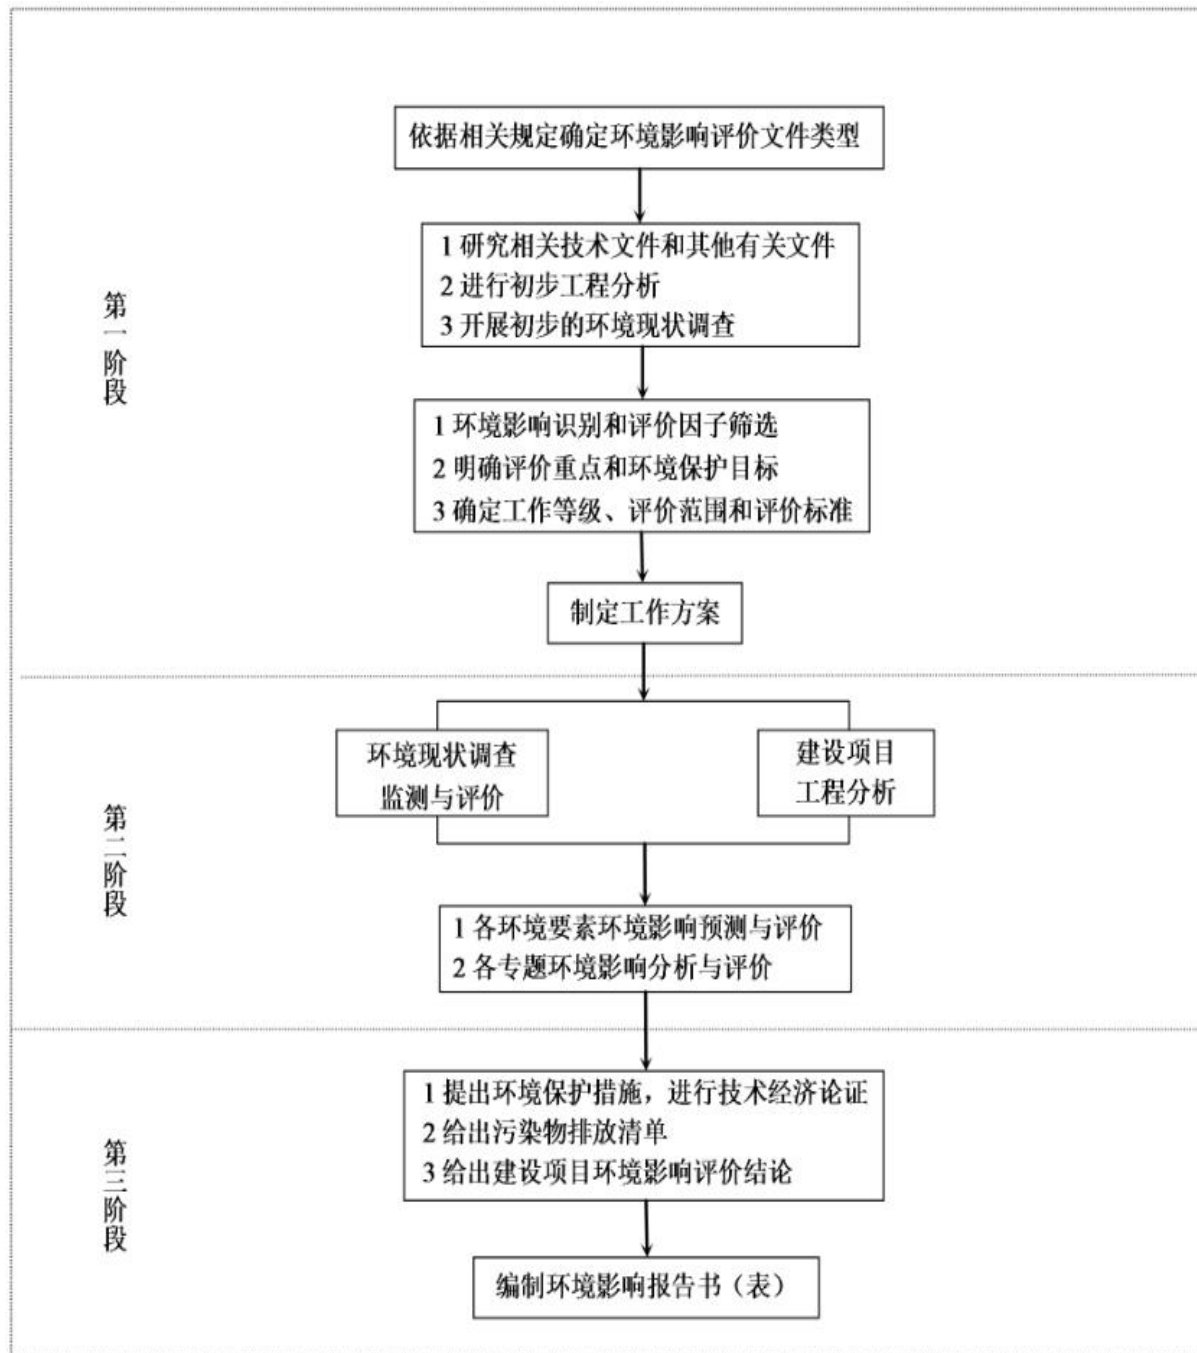 依据相关规定确定环境影响评价文件类型
1 研究相关技术文件和其他有关文件
2 进行初步工程分析
3 开展初步的环境现状调查
第一阶段
1 环境影响识别和评价因子筛选
2 明确评价重点和环境保护目标
3 确定工作等级、评价范围和评价标准
制定工作方案
环境现状调查
监测与评价
建设项目
工程分析
第二阶段
1 各环境要素环境影响预测与评价
2 各专题环境影响分析与评价
1 提出环境保护措施，进行技术经济论证
2 给出污染物排放清单
3 给出建设项目环境影响评价结论
第三阶段
编制环境影响报告书（表）